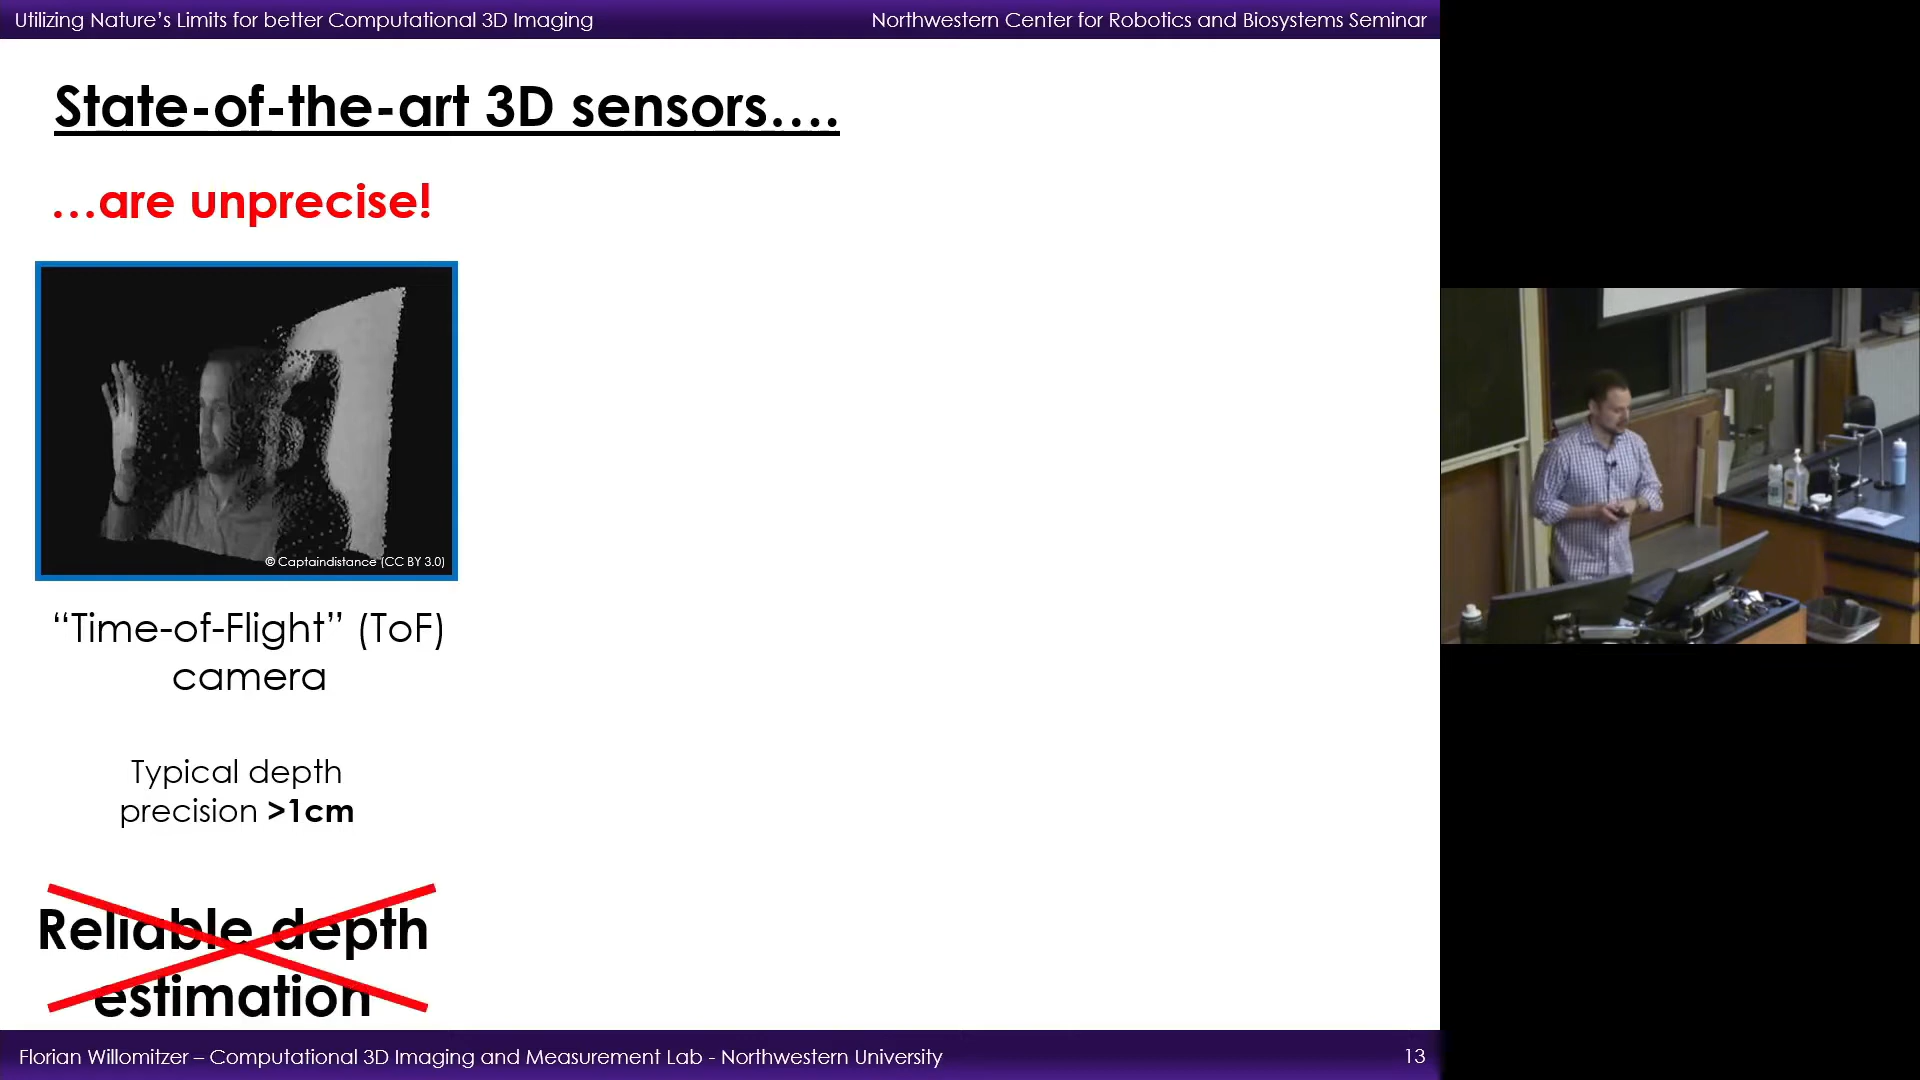 Utilizing Nature’s Limits for better Computational 3D Imaging
Northwestern Center for Robotics and Biosystems Seminar
State-of-the-art 3D sensors….
…are unprecise!
© Captaindistance (CC BY 3.0)
“Time-of-Flight” (ToF)
camera
Typical depth
precision >1cm
Reliable depth
estimation
Florian Willomitzer – Computational 3D Imaging and Measurement Lab - Northwestern University
13